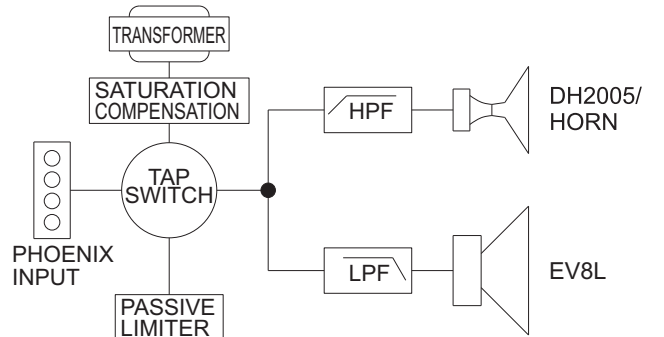 TRANSFORMER
SATURATION
COMPENSATION
TAP
SWITCH
PHOENIX
INPUT
PASSIVE
LIMITER
HPF
DH2005/
HORN
LPF
EV8L